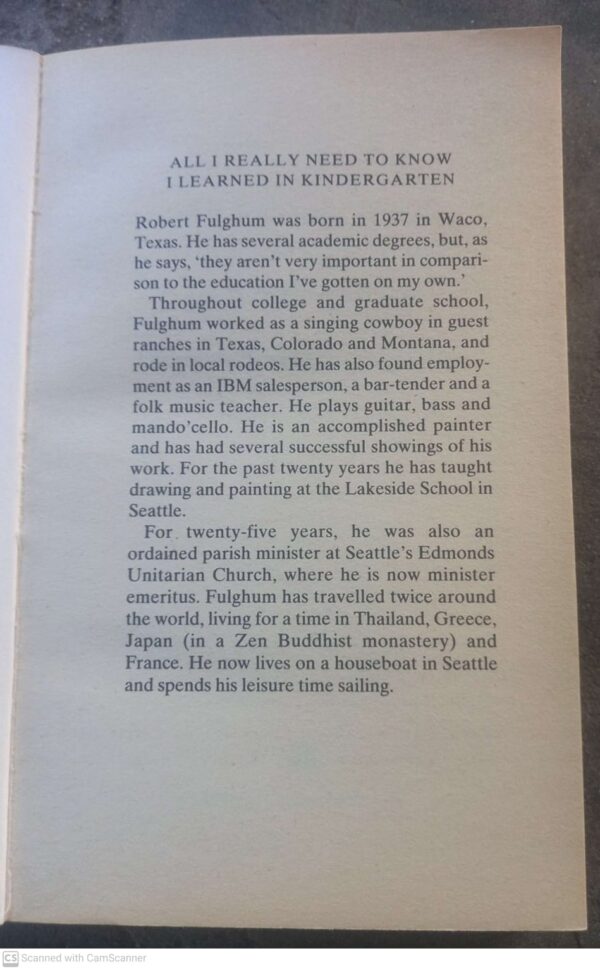 ALL I REALLY NEED TO KNOW
I LEARNED IN KINDERGARTEN
Robert Fulghum was born in 1937 in Waco,
Texas. He has several academic degrees, but, as
he says, ‘they aren’t very important in compari-
son to the education I’ve gotten on my own.’
Throughout college and graduate school,
Fulghum worked as a singing cowboy in guest
ranches in Texas, Colorado and Montana, and
rode in local rodeos. He has also found employ-
ment as an IBM salesperson, a bar-tender and a
folk music teacher. He plays guitar, bass and
mando’cello. He is an accomplished painter
and has had several successful showings of his
work. For the past twenty years he has taught
drawing and painting at the Lakeside School in
Seattle.
For twenty-five years, he was also an
ordained parish minister at Seattle’s Edmonds
Unitarian Church, where he is now minister
emeritus. Fulghum has travelled twice around
the world, living for a time in Thailand, Greece,
Japan (in a Zen Buddhist monastery) and
France. He now lives on a houseboat in Seattle
and spends his leisure time sailing.
CS Scanned with CamScanner